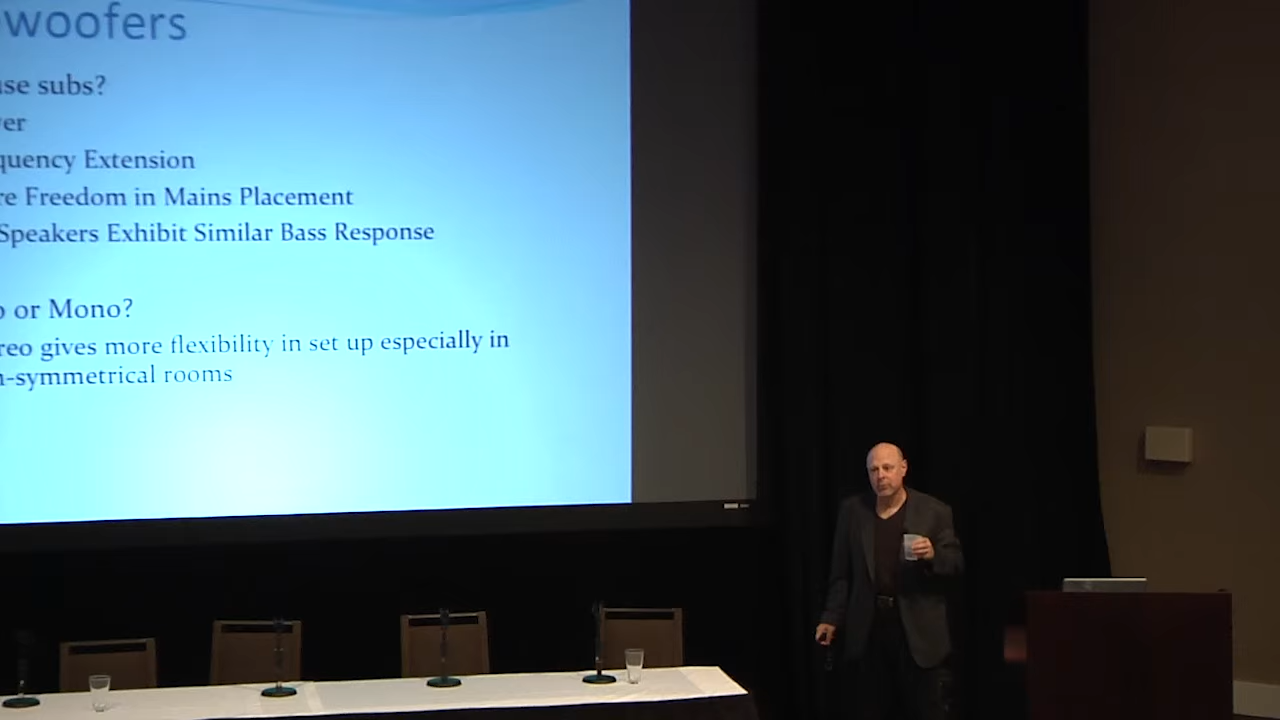 woofers
use subs?
er
quency Extension
re Freedom in Mains Placement
Speakers Exhibit Similar Bass Response
o or Mono?
reo gives more flexibility in set up especially in
n-symmetrical rooms